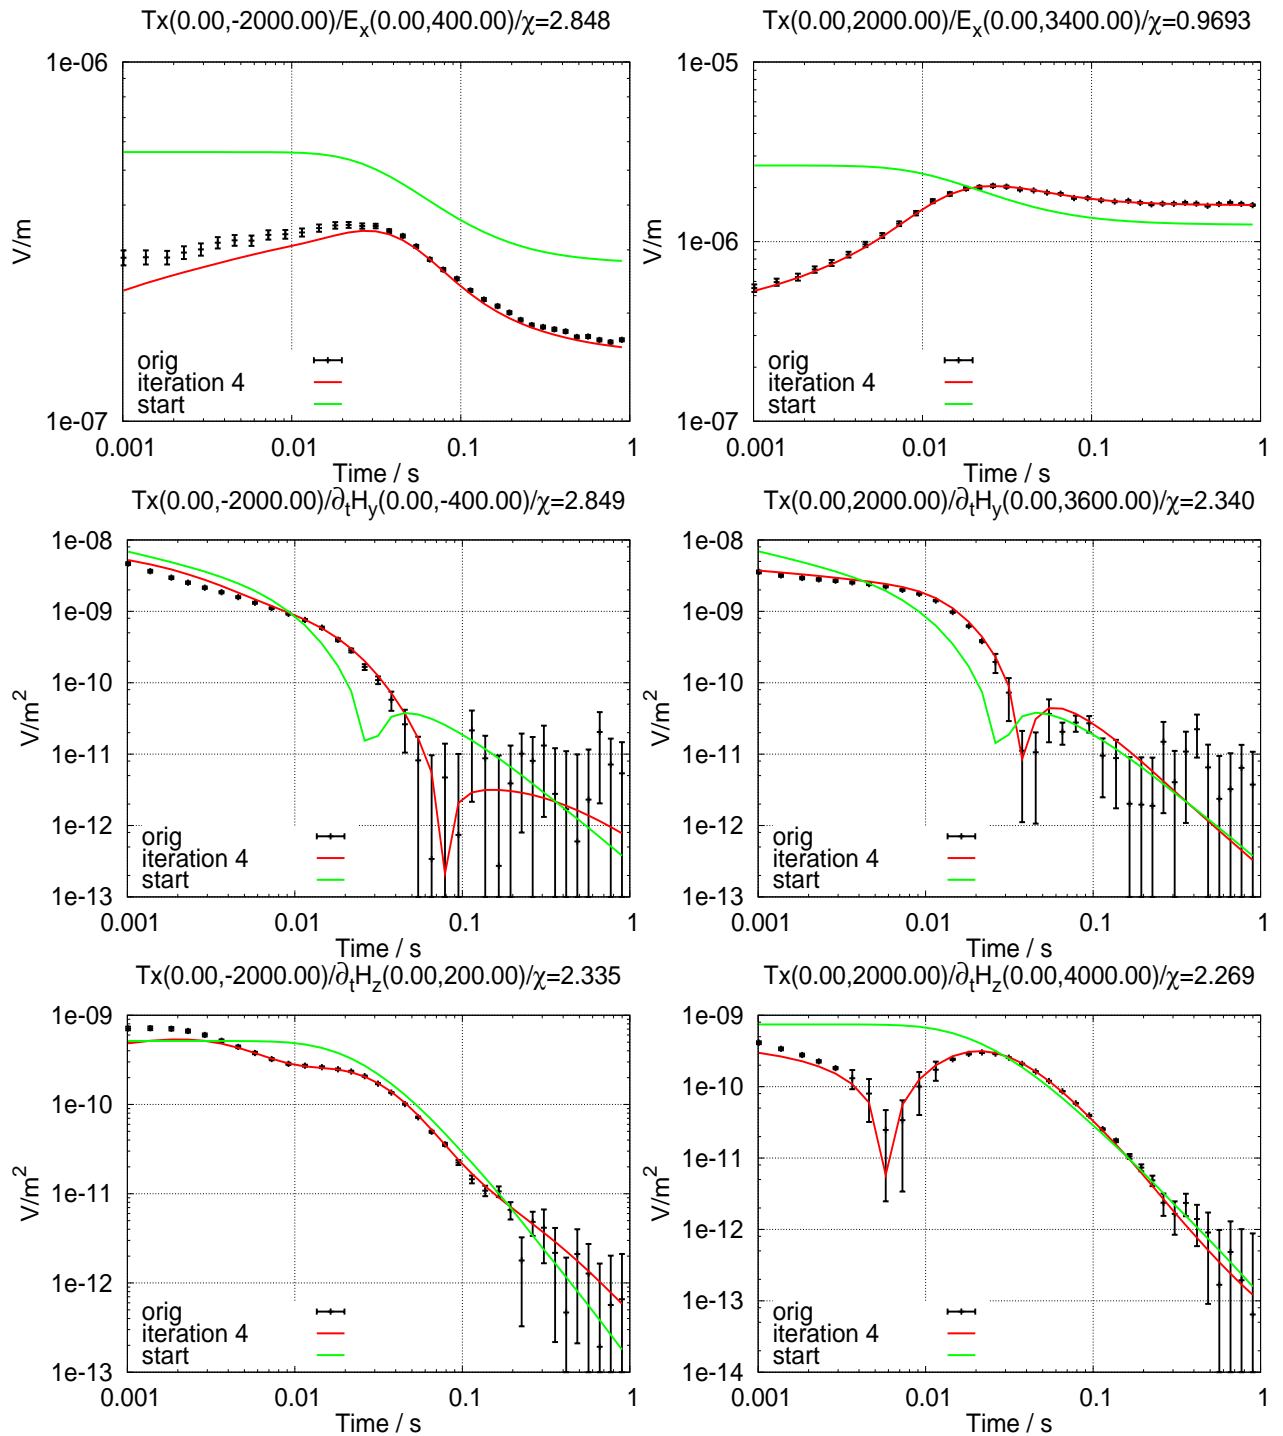 Tx(0.00,-2000.00)/E_x(0.00,400.00)/χ=2.848
1e-06
V/m
1e-07
orig
iteration 4
start
0.001 0.01 0.1 1
Time / s
Tx(0.00,2000.00)/E_x(0.00,3400.00)/χ=0.9693
1e-05
1e-06
V/m
1e-07
orig
iteration 4
start
0.001 0.01 0.1 1
Time / s
Tx(0.00,-2000.00)/∂_tH_y(0.00,-400.00)/χ=2.849
1e-08
1e-09
1e-10
V/m²
1e-11
1e-12
1e-13
orig
iteration 4
start
0.001 0.01 0.1 1
Time / s
Tx(0.00,2000.00)/∂_tH_y(0.00,3600.00)/χ=2.340
1e-08
1e-09
1e-10
V/m²
1e-11
1e-12
1e-13
orig
iteration 4
start
0.001 0.01 0.1 1
Time / s
Tx(0.00,-2000.00)/∂_tH_z(0.00,200.00)/χ=2.335
1e-09
1e-10
V/m²
1e-11
1e-12
1e-13
orig
iteration 4
start
0.001 0.01 0.1 1
Time / s
Tx(0.00,2000.00)/∂_tH_z(0.00,4000.00)/χ=2.269
1e-09
1e-10
1e-11
V/m²
1e-12
1e-13
1e-14
orig
iteration 4
start
0.001 0.01 0.1 1
Time / s